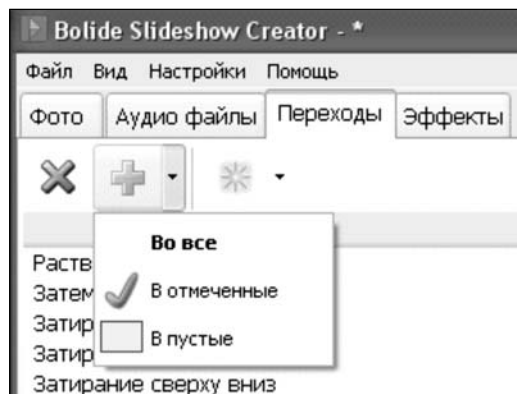 Bolide Slideshow Creator - *
Файл Вид Настройки Помощь
Фото Аудио файлы Переходы Эффекты
Во все
Раств
Затем В отмеченные
Затир
В пустые
Затир
Затирание сверху вниз